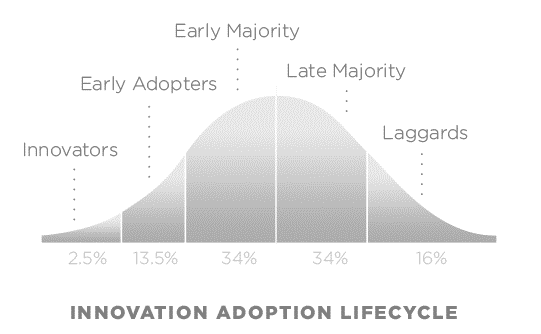 Early Majority
Late Majority
Early Adopters
Laggards
Innovators
2.5% 13.5% 34% 34% 16%
INNOVATION ADOPTION LIFECYCLE